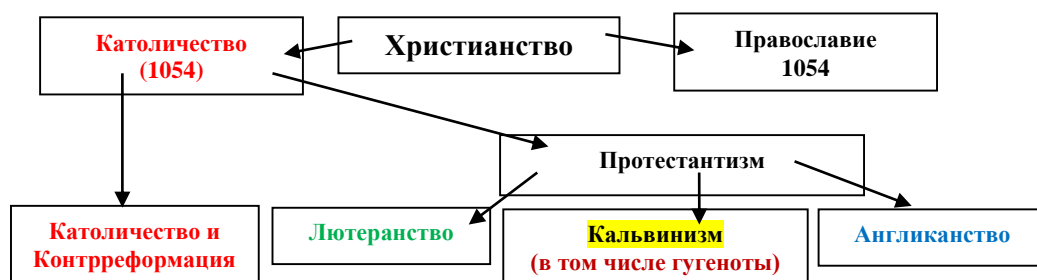 Католичество
(1054)
Христианство
Православие
1054
Протестантизм
Католичество и
Контрреформация
Лютеранство
Кальвинизм
(в том числе гугеноты)
Англиканство